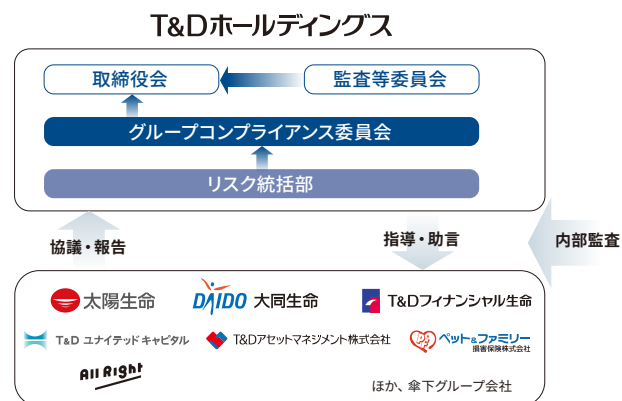 T&Dホールディングス
取締役会
監査等委員会
グループコンプライアンス委員会
リスク統括部
協議・報告
指導・助言
内部監査
太陽生命
DAIDO 大同生命
T&Dフィナンシャル生命
T&D ユナイテッドキャピタル
T&Dアセットマネジメント株式会社
ペット&ファミリー
損害保険株式会社
All Right
ほか、傘下グループ会社